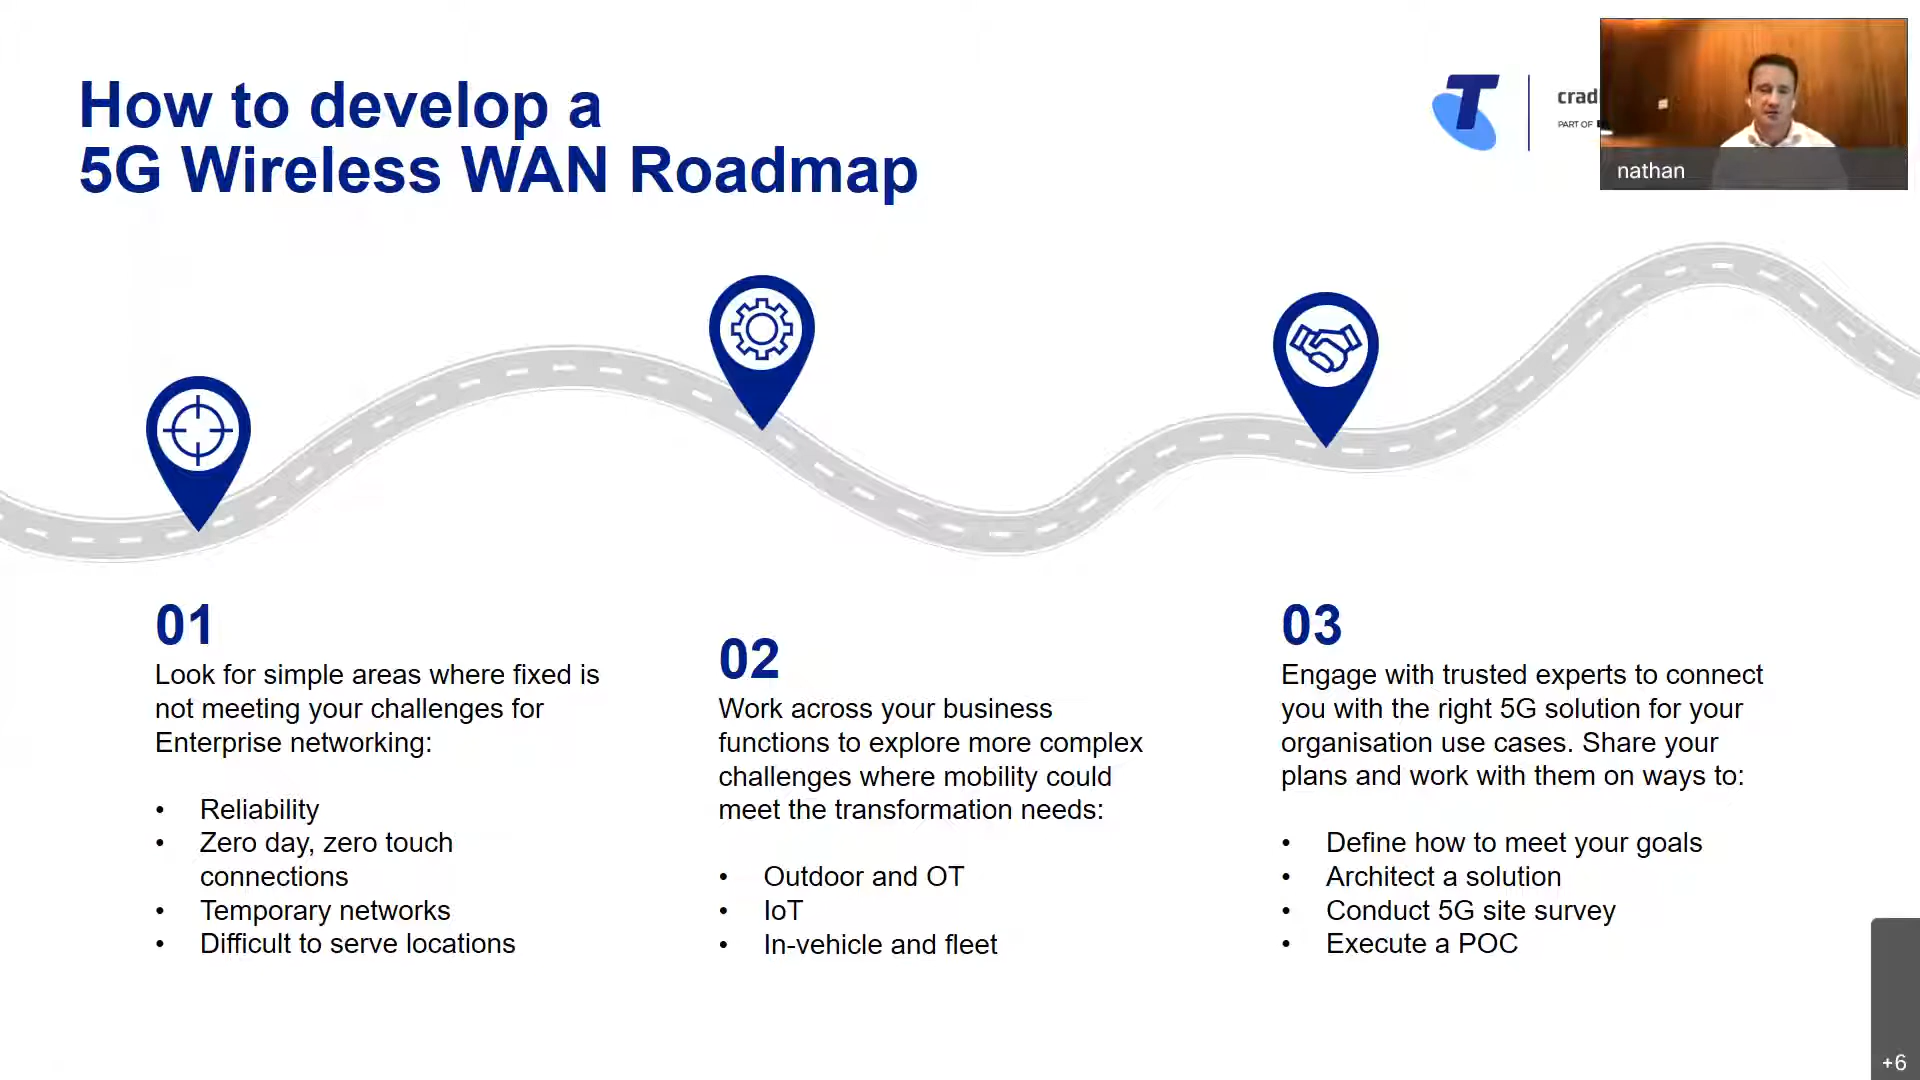 How to develop a
5G Wireless WAN Roadmap
T
crad
PART OF
nathan
01
Look for simple areas where fixed is
not meeting your challenges for
Enterprise networking:
• Reliability
• Zero day, zero touch
connections
• Temporary networks
• Difficult to serve locations
02
Work across your business
functions to explore more complex
challenges where mobility could
meet the transformation needs:
• Outdoor and OT
• IoT
• In-vehicle and fleet
03
Engage with trusted experts to connect
you with the right 5G solution for your
organisation use cases. Share your
plans and work with them on ways to:
• Define how to meet your goals
• Architect a solution
• Conduct 5G site survey
• Execute a POC
+6